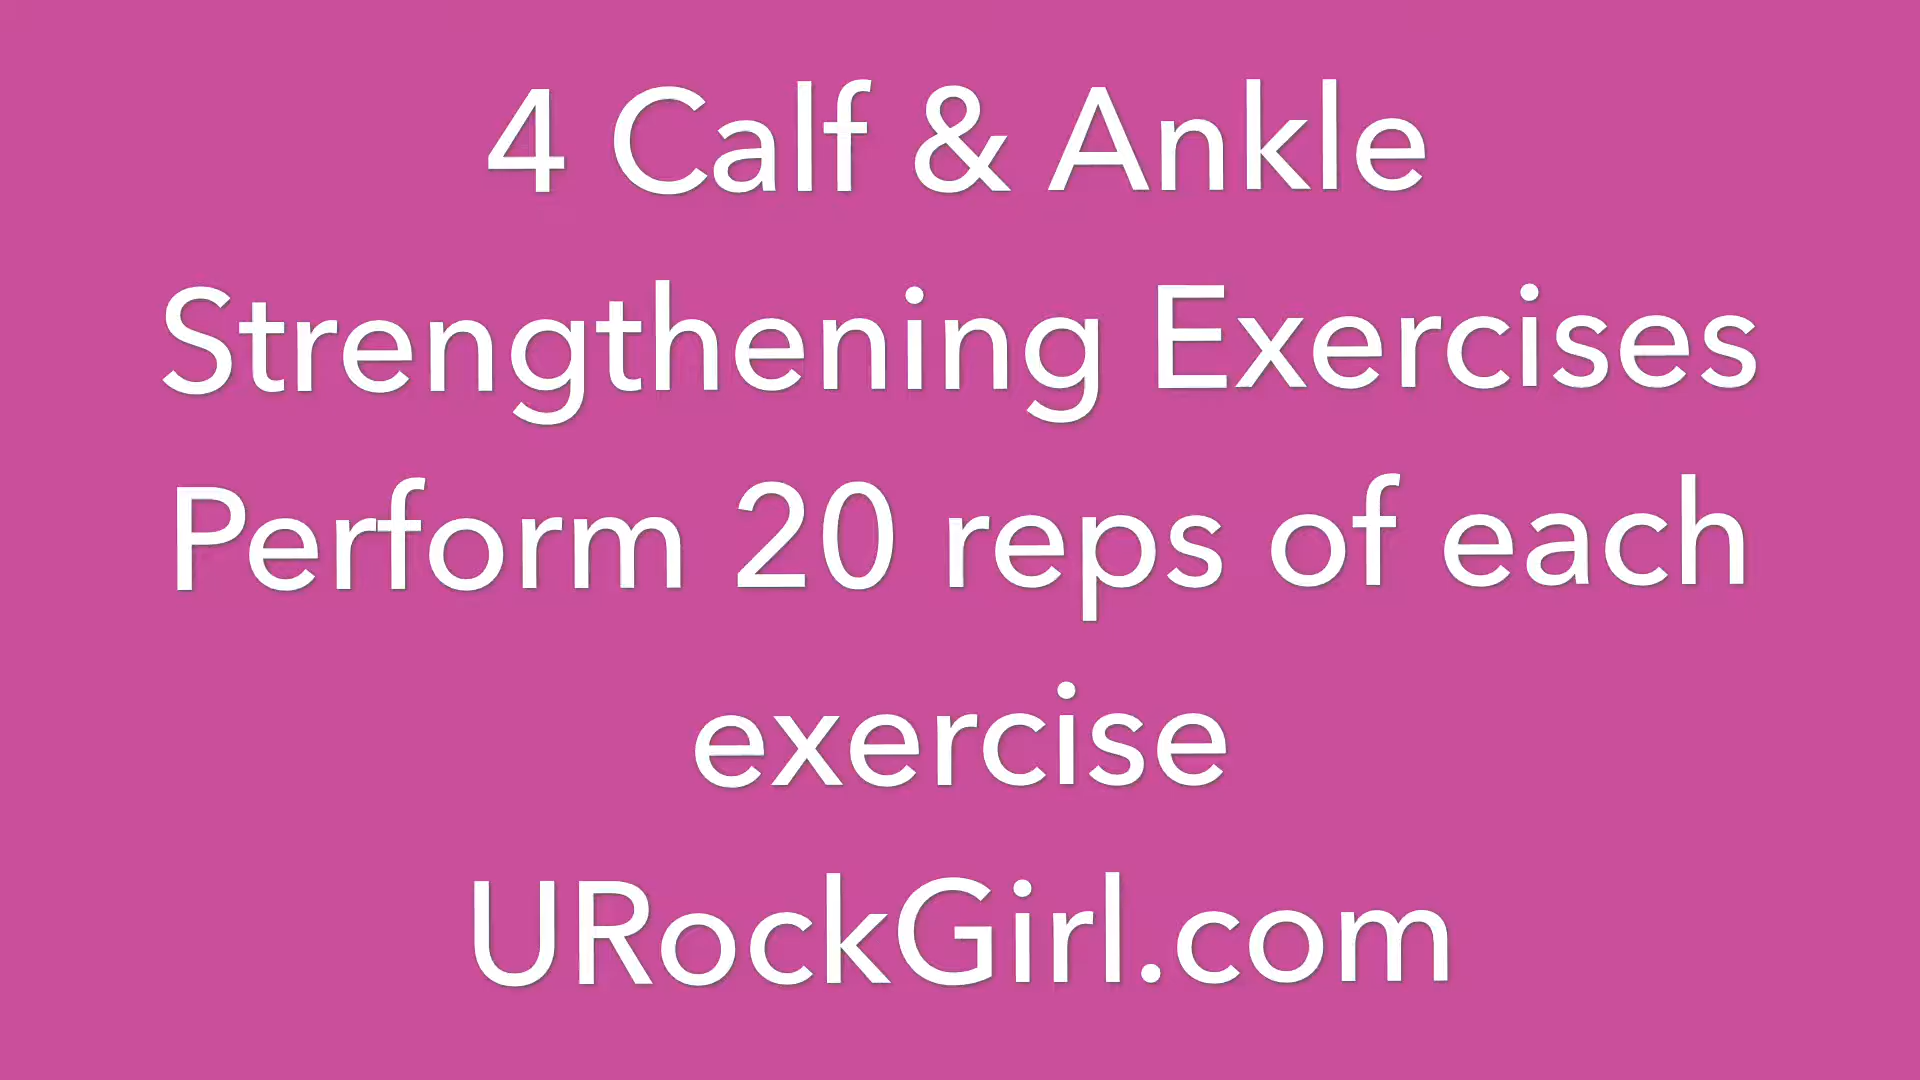 4 Calf & Ankle
Strengthening Exercises
Perform 20 reps of each
exercise
URockGirl.com